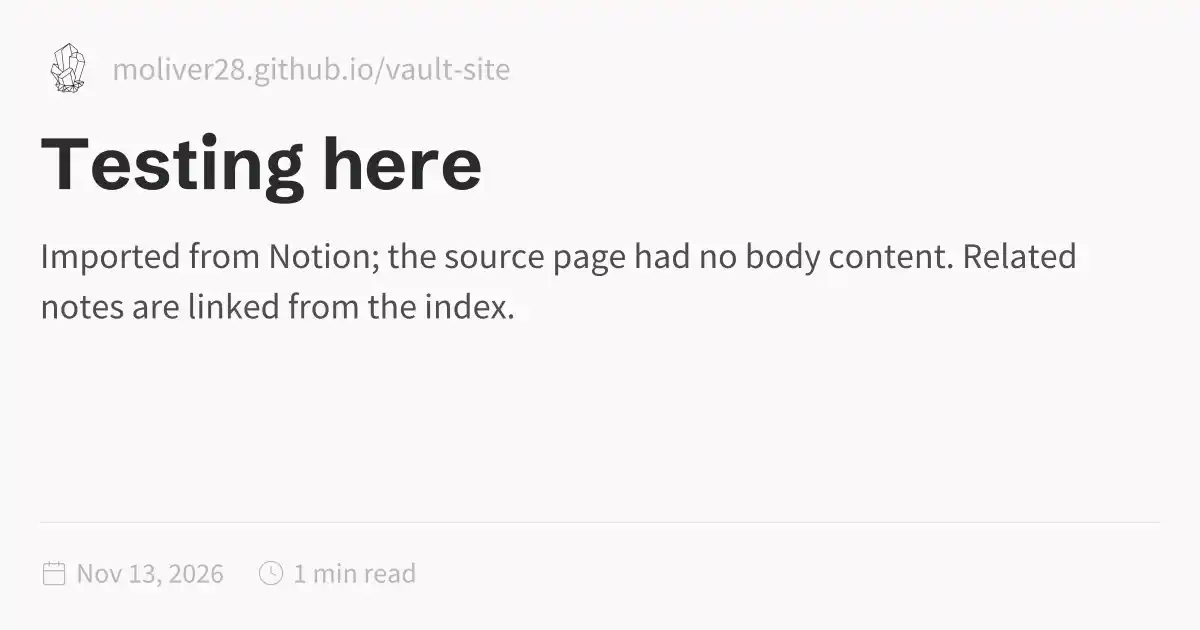 moliver28.github.io/vault-site
Testing here
Imported from Notion; the source page had no body content. Related
notes are linked from the index.
Nov 13, 2026 1 min read